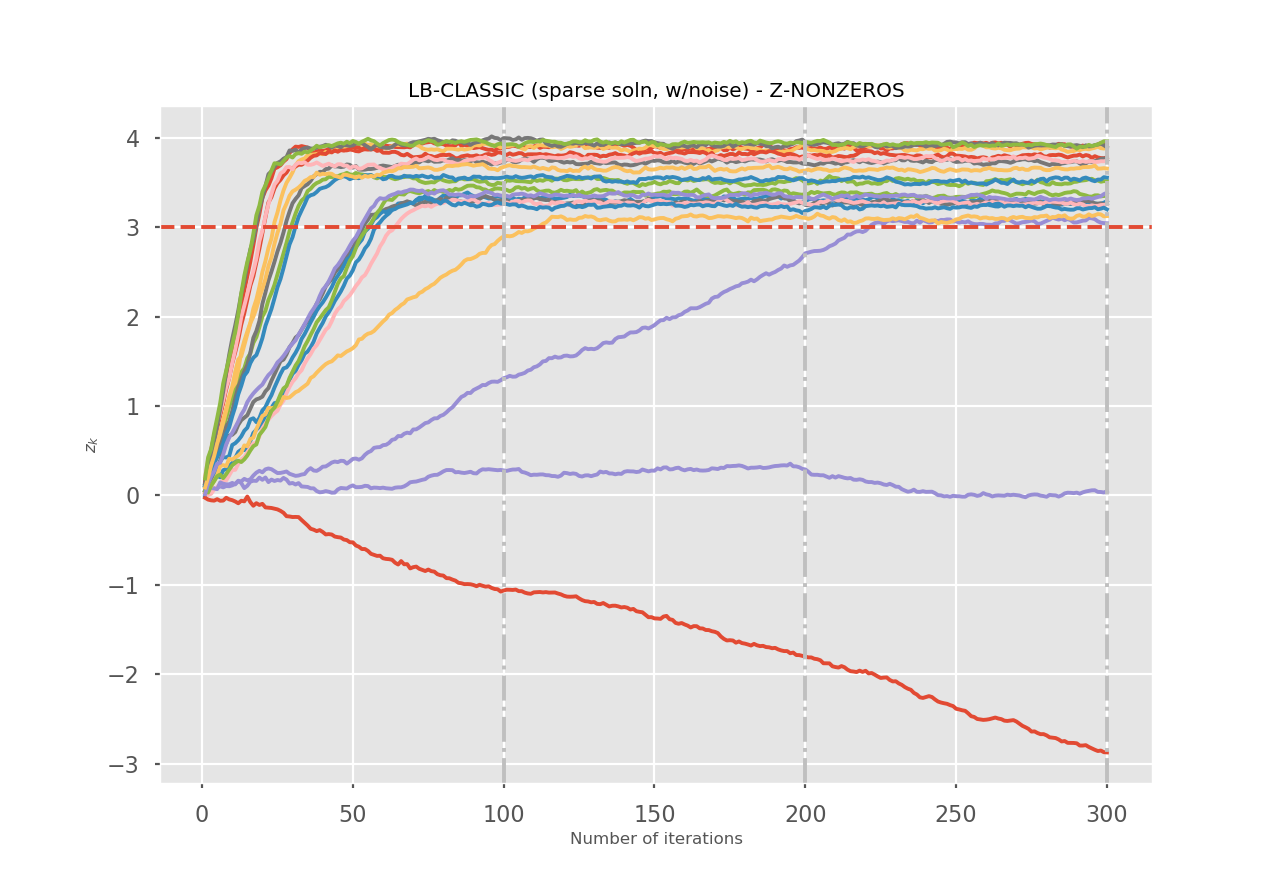 LB-CLASSIC (sparse soln, w/noise) - Z-NONZEROS
4
3
2
1
0
−1
−2
−3
z_k
0 50 100 150 200 250 300
Number of iterations